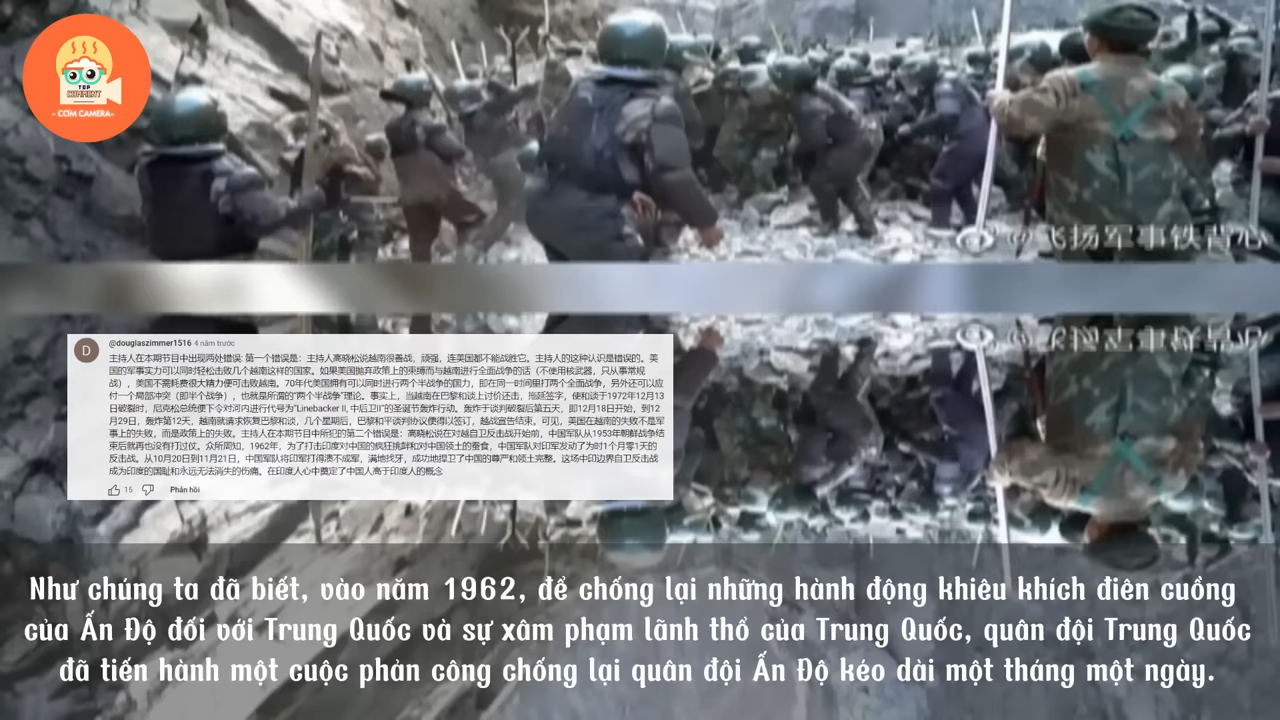 TOP
COMMENT
- CƠM CAMERA-
@飞扬军事铁背心
D
@douglaszimmer1516 4 năm trước
主持人在本期节目中出现两处错误: 第一个错误是：主持人高晓松说越南很善战，顽强，连美国都不能战胜它。主持人的这种认识是错误的。美
国的军事实力可以同时轻松击败几个越南这样的国家。如果美国抛弃政策上的束缚而与越南进行全面战争的话（不使用核武器，只从事常规
战），美国不需耗费很大精力便可击败越南。70年代美国拥有可以同时进行两个半战争的国力，即在同一时间里打两个全面战争，另外还可以应
付一个局部冲突（即半个战争），也就是所谓的"两个半战争"理论。事实上，当越南在巴黎和谈上讨价还击，拖延签字，使和谈于1972年12月13
日破裂时，尼克松总统便下令对河内进行代号为"Linebacker II, 中后卫II"的圣诞节轰炸行动。轰炸于谈判破裂后第五天，即12月18日开始，到12
月29日，轰炸第12天，越南就请求恢复巴黎和谈，几个星期后，巴黎和平谈判协议便得以签订，越战宣告结束。可见，美国在越南的失败不是军
事上的失败，而是政策上的失败。主持人在本期节目中所犯的第二个错误是：高晓松说在对越自卫反击战开始前，中国军队从1953年朝鲜战争结
束后就再也没有打过仗。众所周知，1962年，为了打击印度对中国的疯狂挑衅和对中国领土的蚕食，中国军队对印军发动了为时1个月零1天的
反击战。从10月20日到11月21日，中国军队将印军打得溃不成军，满地找牙，成功地捍卫了中国的尊严和领土完整。这场中印边界自卫反击战
成为印度的国耻和永远无法消失的伤痛。在印度人心中奠定了中国人高于印度人的概念
15 Phản hồi
Như chúng ta đã biết, vào năm 1962, để chống lại những hành động khiêu khích điên cuồng
của Ấn Độ đối với Trung Quốc và sự xâm phạm lãnh thổ của Trung Quốc, quân đội Trung Quốc
đã tiến hành một cuộc phản công chống lại quân đội Ấn Độ kéo dài một tháng một ngày.